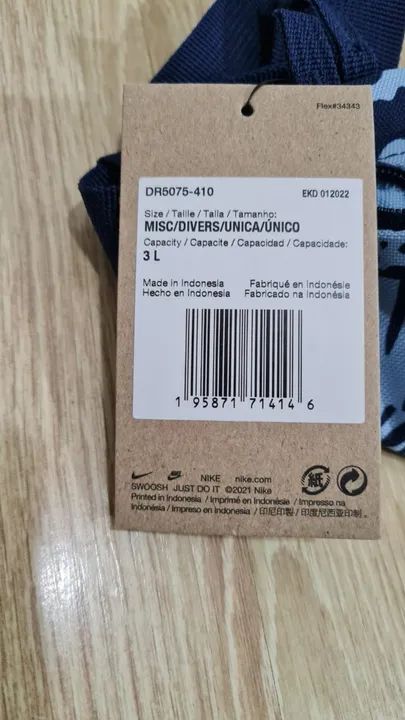 Flex#34343
DR5075-410 EKD 012022
Size / Taille / Talla / Tamanho:
MISC/DIVERS/UNICA/ÚNICO
Capacity / Capacite / Capacidad / Capacidade:
3 L
Made in Indonesia Fabriqué en Indonésie
Hecho en Indonesia Fabricado na Indonésia
1 95871 71414 6
NIKE NIKE nike.com
SWOOSH JUST DO IT ©2021 Nike
Printed in Indonesia / Imprimé en Indonésie / Impresso na
Indonésia / Impreso en Indonesia / 印尼印製 / 印度尼西亚印制
紙